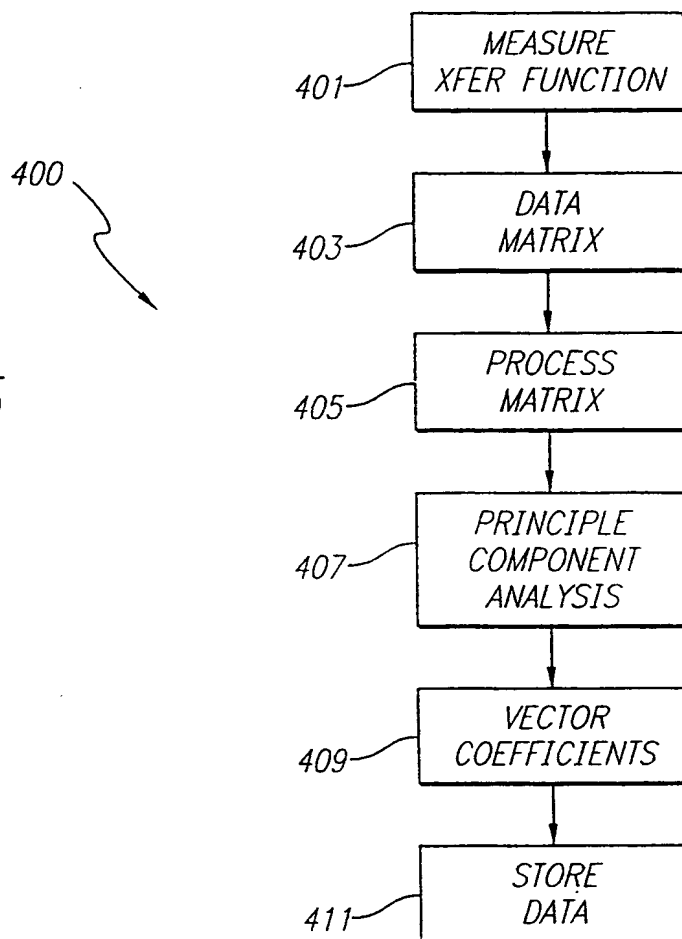 MEASURE
XFER FUNCTION
401
400
DATA
MATRIX
403
PROCESS
MATRIX
405
PRINCIPLE
COMPONENT
ANALYSIS
407
VECTOR
COEFFICIENTS
409
STORE
DATA
411